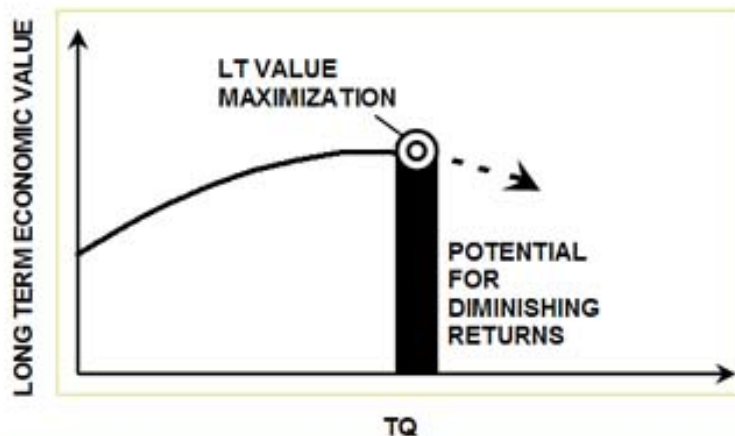 LONG TERM ECONOMIC VALUE
LT VALUE
MAXIMIZATION
POTENTIAL
FOR
DIMINISHING
RETURNS
TQ